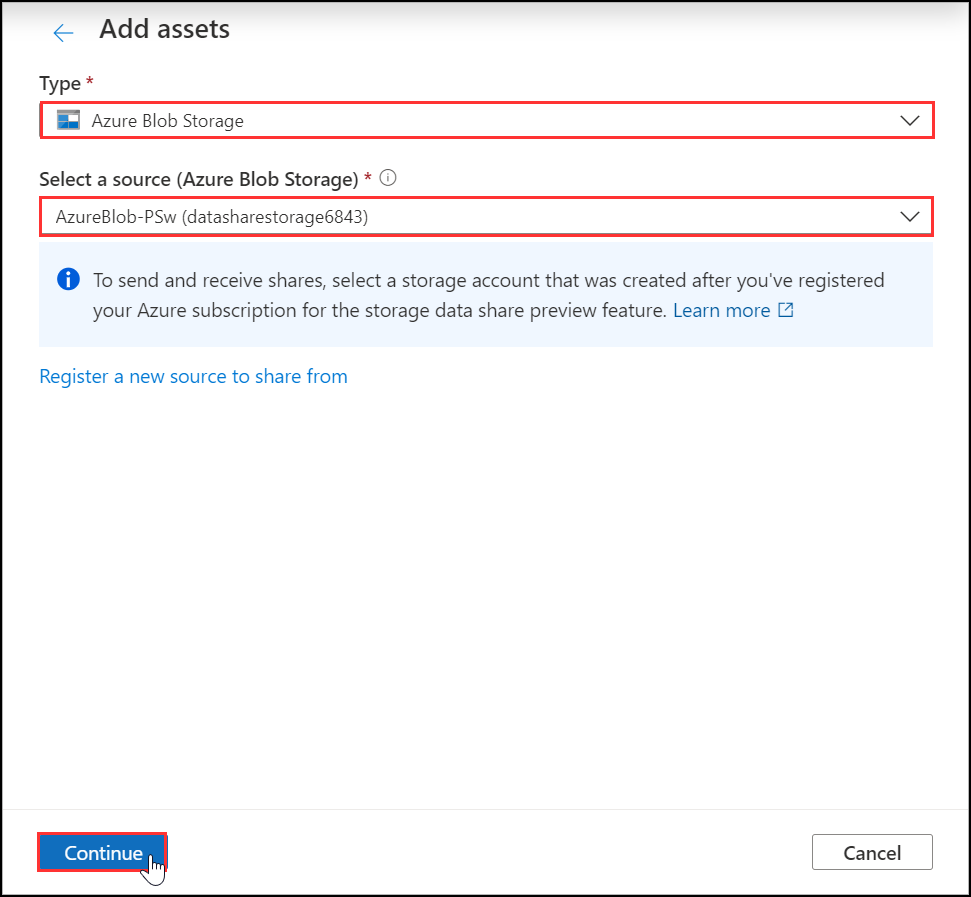 Add assets
Type *
Azure Blob Storage
Select a source (Azure Blob Storage) *
AzureBlob-PSw (datasharestorage6843)
To send and receive shares, select a storage account that was created after you've registered
your Azure subscription for the storage data share preview feature. Learn more
Register a new source to share from
Continue
Cancel